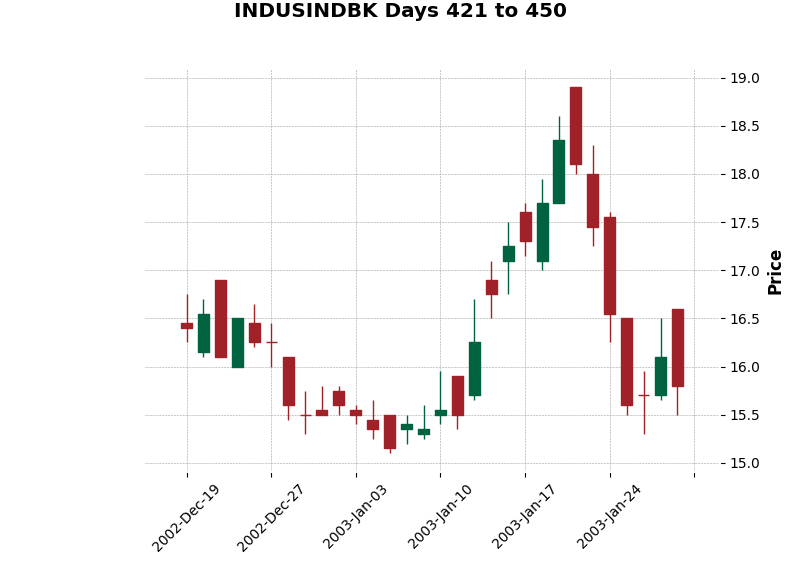 INDUSINDBK Days 421 to 450
19.0
18.5
18.0
17.5
17.0
16.5
16.0
15.5
15.0
Price
2002-Dec-19
2002-Dec-27
2003-Jan-03
2003-Jan-10
2003-Jan-17
2003-Jan-24